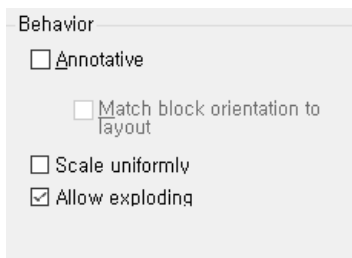 Behavior
Annotative
Match block orientation to
layout
Scale uniformly
Allow exploding